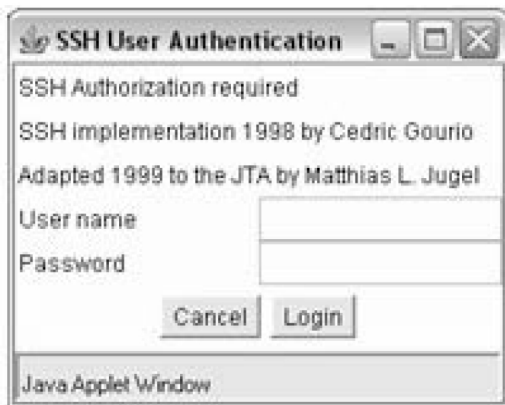 SSH User Authentication
SSH Authorization required
SSH implementation 1998 by Cedric Gourio
Adapted 1999 to the JTA by Matthias L. Jugel
User name
Password
Cancel Login
Java Applet Window